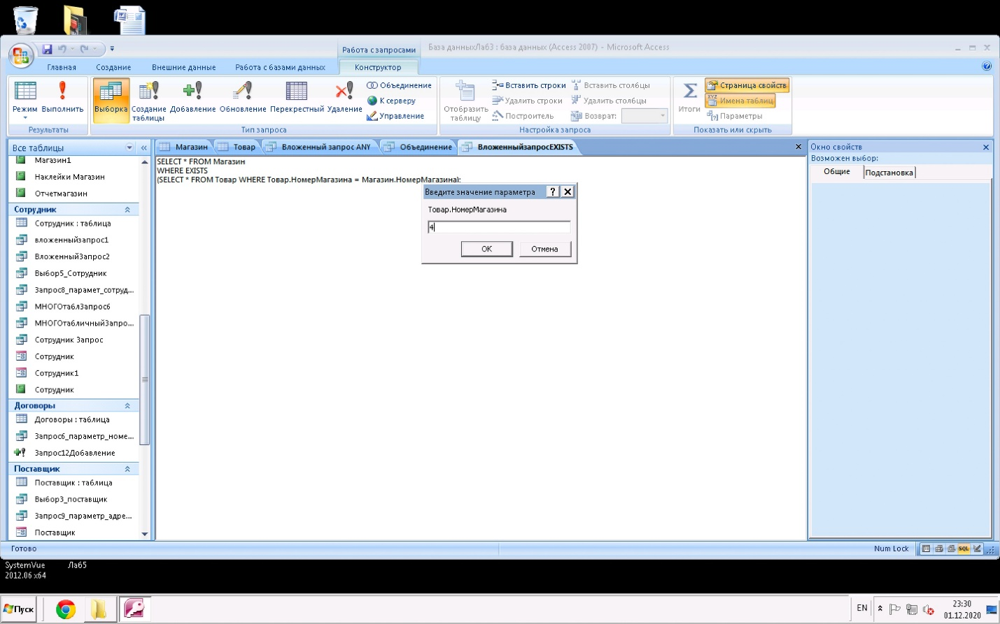 Работа с запросами
База данныхЛаб3 : база данных (Access 2007) - Microsoft Access
Главная
Создание
Внешние данные
Работа с базами данных
Конструктор
Режим
Выполнить
Результаты
Выборка
Создание таблицы
Добавление
Обновление
Перекрестный
Удаление
Объединение
К серверу
Управление
Тип запроса
Отобразить таблицу
Вставить строки
Удалить строки
Построитель
Вставить столбцы
Удалить столбцы
Возврат:
Настройка запроса
Итоги
Страница свойств
Имена таблиц
Параметры
Показать или скрыть
Все таблицы
Магазин1
Наклейки Магазин
Отчетмагазин
Сотрудник
Сотрудник : таблица
вложенныйзапрос1
ВложенныйЗапрос2
Выбор5_Сотрудник
Запрос8_парамет_сотруд...
МНОГОтаблЗапрос6
МНОГОтабличныйЗапро...
Сотрудник Запрос
Сотрудник
Сотрудник1
Сотрудник
Договоры
Договоры : таблица
Запрос6_параметр_номе...
Запрос12Добавление
Поставщик
Поставщик : таблица
Выбор3_поставщик
Запрос9_параметр_адре...
Поставщик
Магазин
Товар
Вложенный запрос ANY
Объединение
ВложенныйзапросEXISTS
SELECT * FROM Магазин
WHERE EXISTS
(SELECT * FROM Товар WHERE Товар.НомерМагазина = Магазин.НомерМагазина);
Введите значение параметра
Товар.НомерМагазина
4
ОК
Отмена
Окно свойств
Возможен выбор:
Общие
Подстановка
Готово
Num Lock
SQL
SystemVue
2012.06 x64
Лаб5
Пуск
EN
23:30
01.12.2020